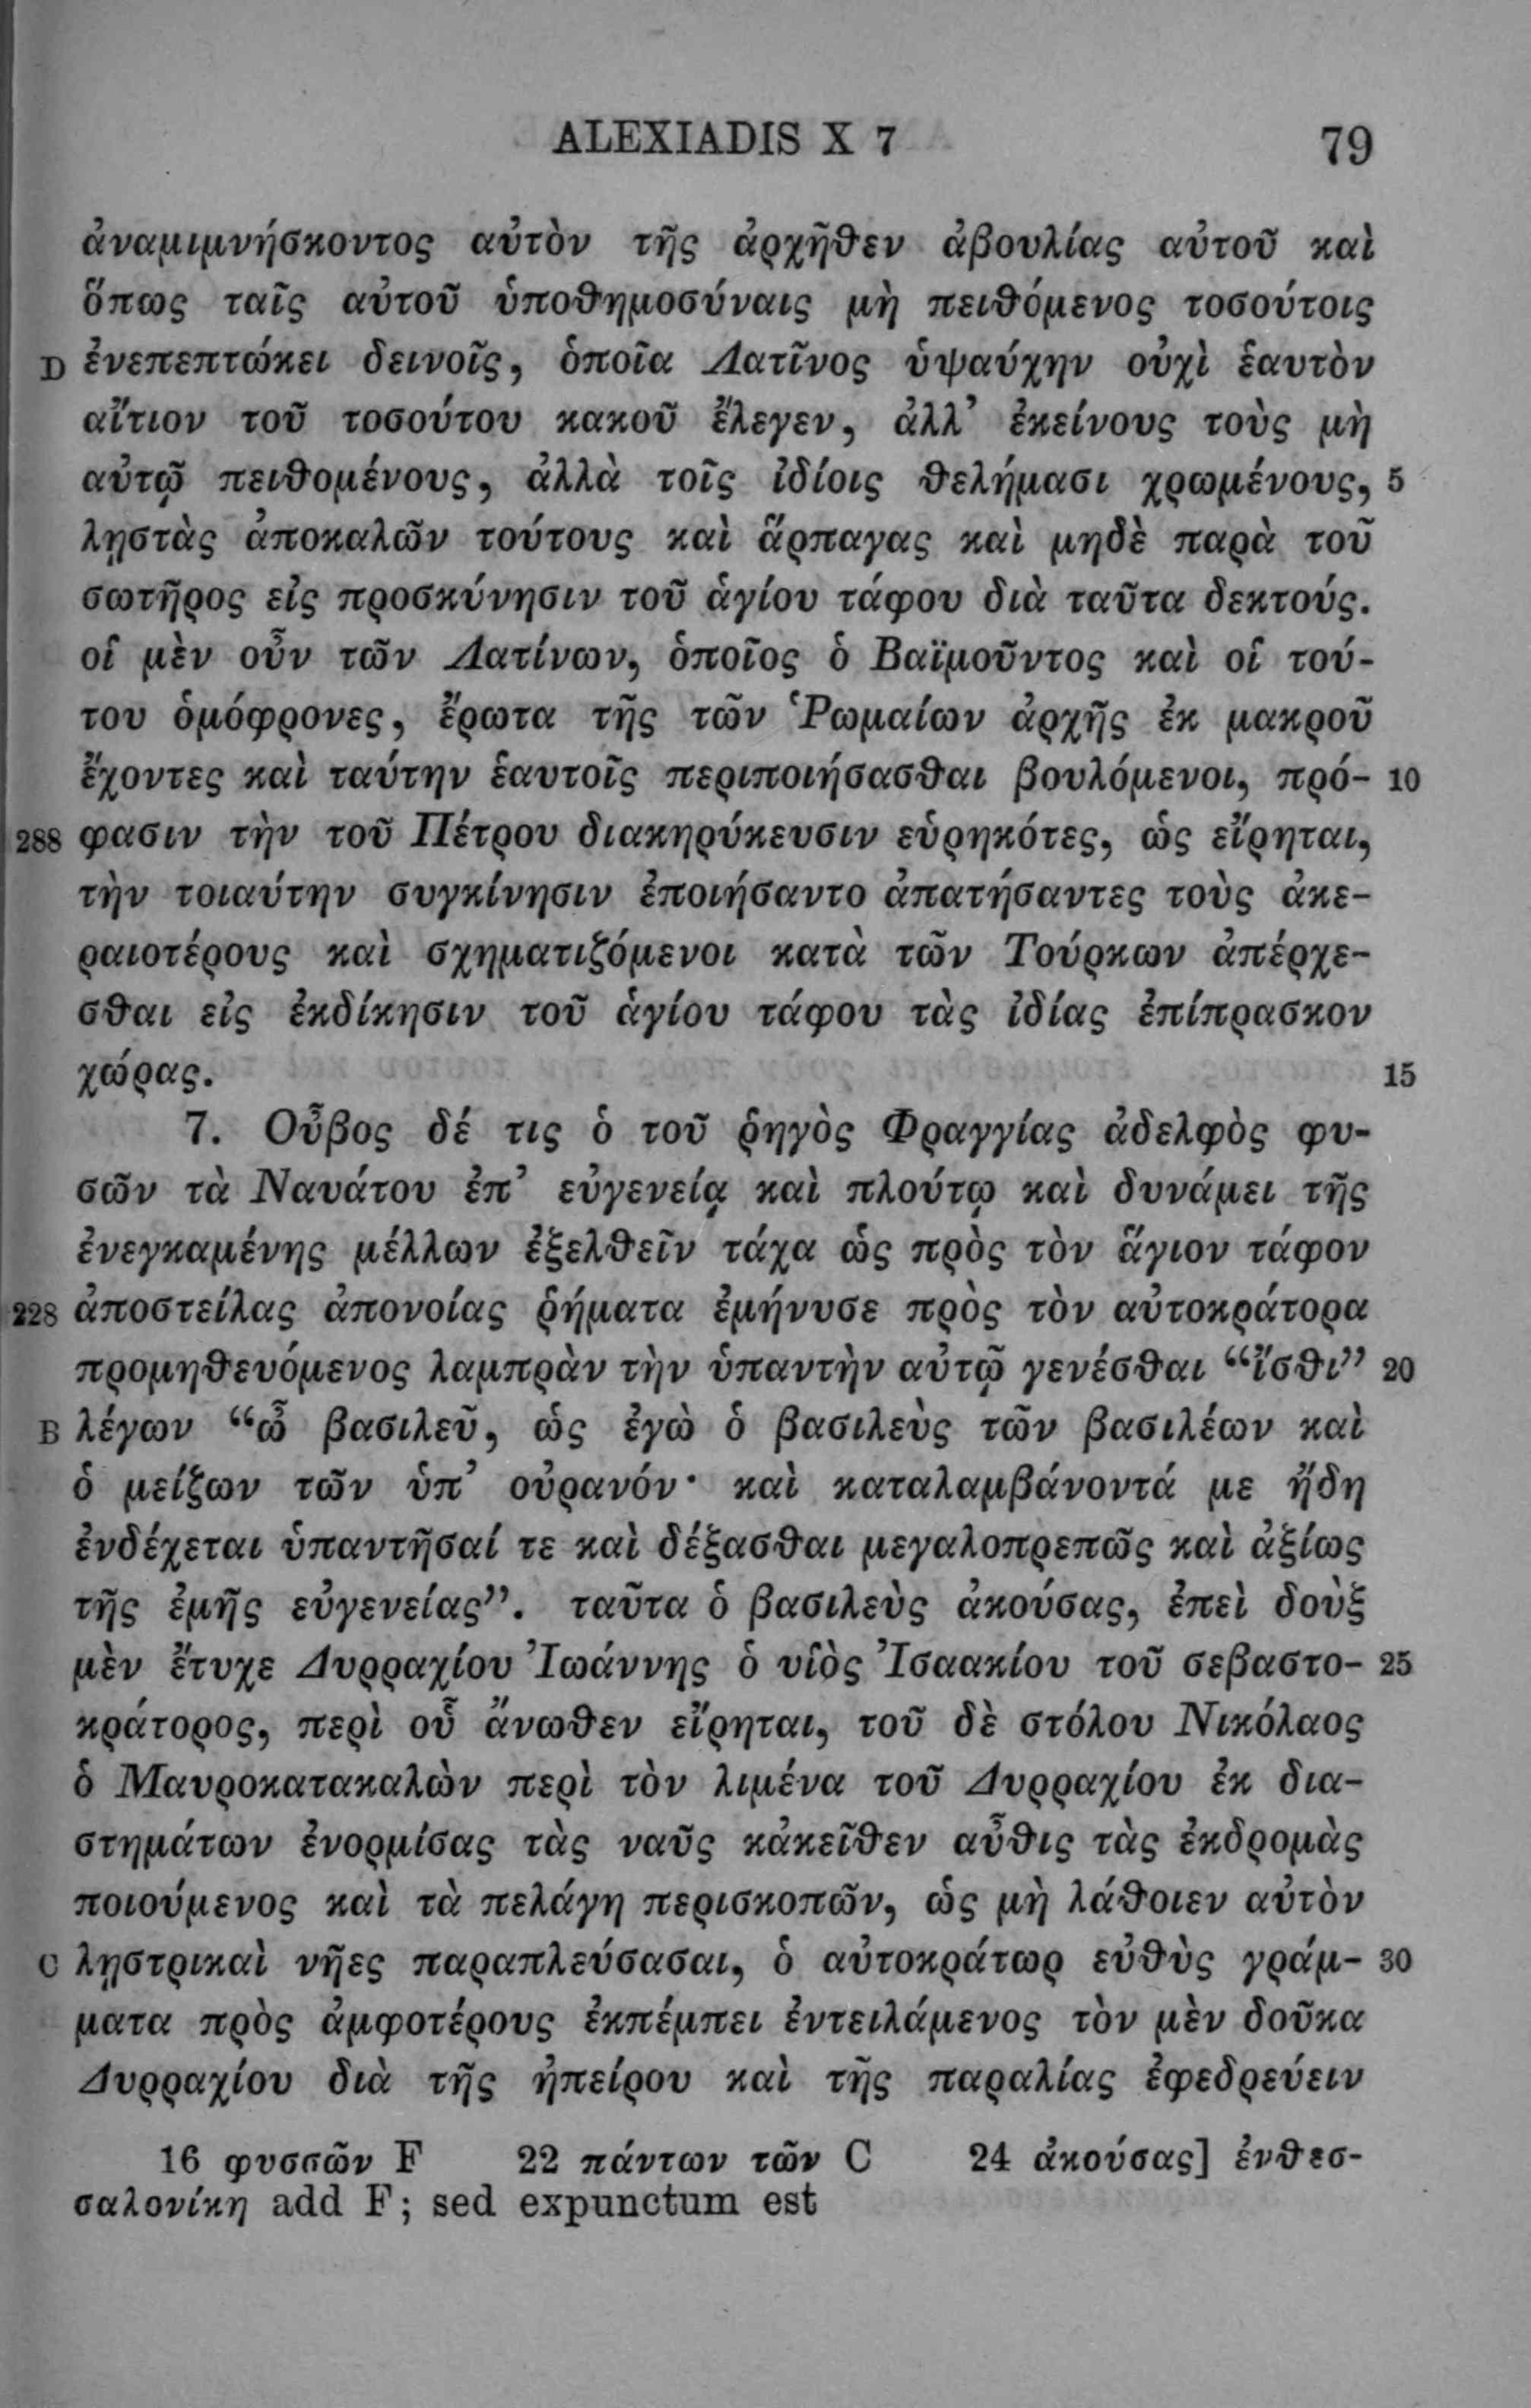 ALEXIADIS X 7 79
ἀναμιμνήσκοντος αὐτὸν τῆς ἀρχῆθεν ἀβουλίας αὐτοῦ καὶ
ὅπως ταῖς αὐτοῦ ὑποθημοσύναις μὴ πειθόμενος τοσούτοις
D ἐνεπεπτώκει δεινοῖς, ὁποῖα Λατῖνος ὑψαύχην οὐχὶ ἑαυτὸν
αἴτιον τοῦ τοσούτου κακοῦ ἔλεγεν, ἀλλ’ ἐκείνους τοὺς μὴ
αὐτῷ πειθομένους, ἀλλὰ τοῖς ἰδίοις θελήμασι χρωμένους, 5
λῃστὰς ἀποκαλῶν τούτους καὶ ἅρπαγας καὶ μηδὲ παρὰ τοῦ
σωτῆρος εἰς προσκύνησιν τοῦ ἁγίου τάφου διὰ ταῦτα δεκτούς.
οἱ μὲν οὖν τῶν Λατίνων, ὁποῖος ὁ Βαϊμοῦντος καὶ οἱ τού-
του ὁμόφρονες, ἔρωτα τῆς τῶν Ῥωμαίων ἀρχῆς ἐκ μακροῦ
ἔχοντες καὶ ταύτην ἑαυτοῖς περιποιήσασθαι βουλόμενοι, πρό- 10
288 φασιν τὴν τοῦ Πέτρου διακηρύκευσιν εὑρηκότες, ὡς εἴρηται,
τὴν τοιαύτην συγκίνησιν ἐποιήσαντο ἀπατήσαντες τοὺς ἀκε-
ραιοτέρους καὶ σχηματιζόμενοι κατὰ τῶν Τούρκων ἀπέρχε-
σθαι εἰς ἐκδίκησιν τοῦ ἁγίου τάφου τὰς ἰδίας ἐπίπρασκον
χώρας. 15
7. Οὖβος δέ τις ὁ τοῦ ῥηγὸς Φραγγίας ἀδελφὸς φυ-
σῶν τὰ Ναυάτου ἐπ’ εὐγενείᾳ καὶ πλούτῳ καὶ δυνάμει τῆς
ἐνεγκαμένης μέλλων ἐξελθεῖν τάχα ὡς πρὸς τὸν ἅγιον τάφον
228 ἀποστείλας ἀπονοίας ῥήματα ἐμήνυσε πρὸς τὸν αὐτοκράτορα
προμηθευόμενος λαμπρὰν τὴν ὑπαντὴν αὐτῷ γενέσθαι “ἴσθι” 20
B λέγων “ὦ βασιλεῦ, ὡς ἐγὼ ὁ βασιλεὺς τῶν βασιλέων καὶ
ὁ μείζων τῶν ὑπ’ οὐρανόν· καὶ καταλαμβάνοντά με ἤδη
ἐνδέχεται ὑπαντῆσαί τε καὶ δέξασθαι μεγαλοπρεπῶς καὶ ἀξίως
τῆς ἐμῆς εὐγενείας”. ταῦτα ὁ βασιλεὺς ἀκούσας, ἐπεὶ δοὺξ
μὲν ἔτυχε Δυρραχίου Ἰωάννης ὁ υἱὸς Ἰσαακίου τοῦ σεβαστο- 25
κράτορος, περὶ οὗ ἄνωθεν εἴρηται, τοῦ δὲ στόλου Νικόλαος
ὁ Μαυροκατακαλὼν περὶ τὸν λιμένα τοῦ Δυρραχίου ἐκ δια-
στημάτων ἐνορμίσας τὰς ναῦς κἀκεῖθεν αὖθις τὰς ἐκδρομὰς
ποιούμενος καὶ τὰ πελάγη περισκοπῶν, ὡς μὴ λάθοιεν αὐτὸν
C λῃστρικαὶ νῆες παραπλεύσασαι, ὁ αὐτοκράτωρ εὐθὺς γράμ- 30
ματα πρὸς ἀμφοτέρους ἐκπέμπει ἐντειλάμενος τὸν μὲν δοῦκα
Δυρραχίου διὰ τῆς ἠπείρου καὶ τῆς παραλίας ἐφεδρεύειν
16 φυσσῶν F 22 πάντων τῶν C 24 ἀκούσας] ἐνθεσ-
σαλονίκη add F; sed expunctum est